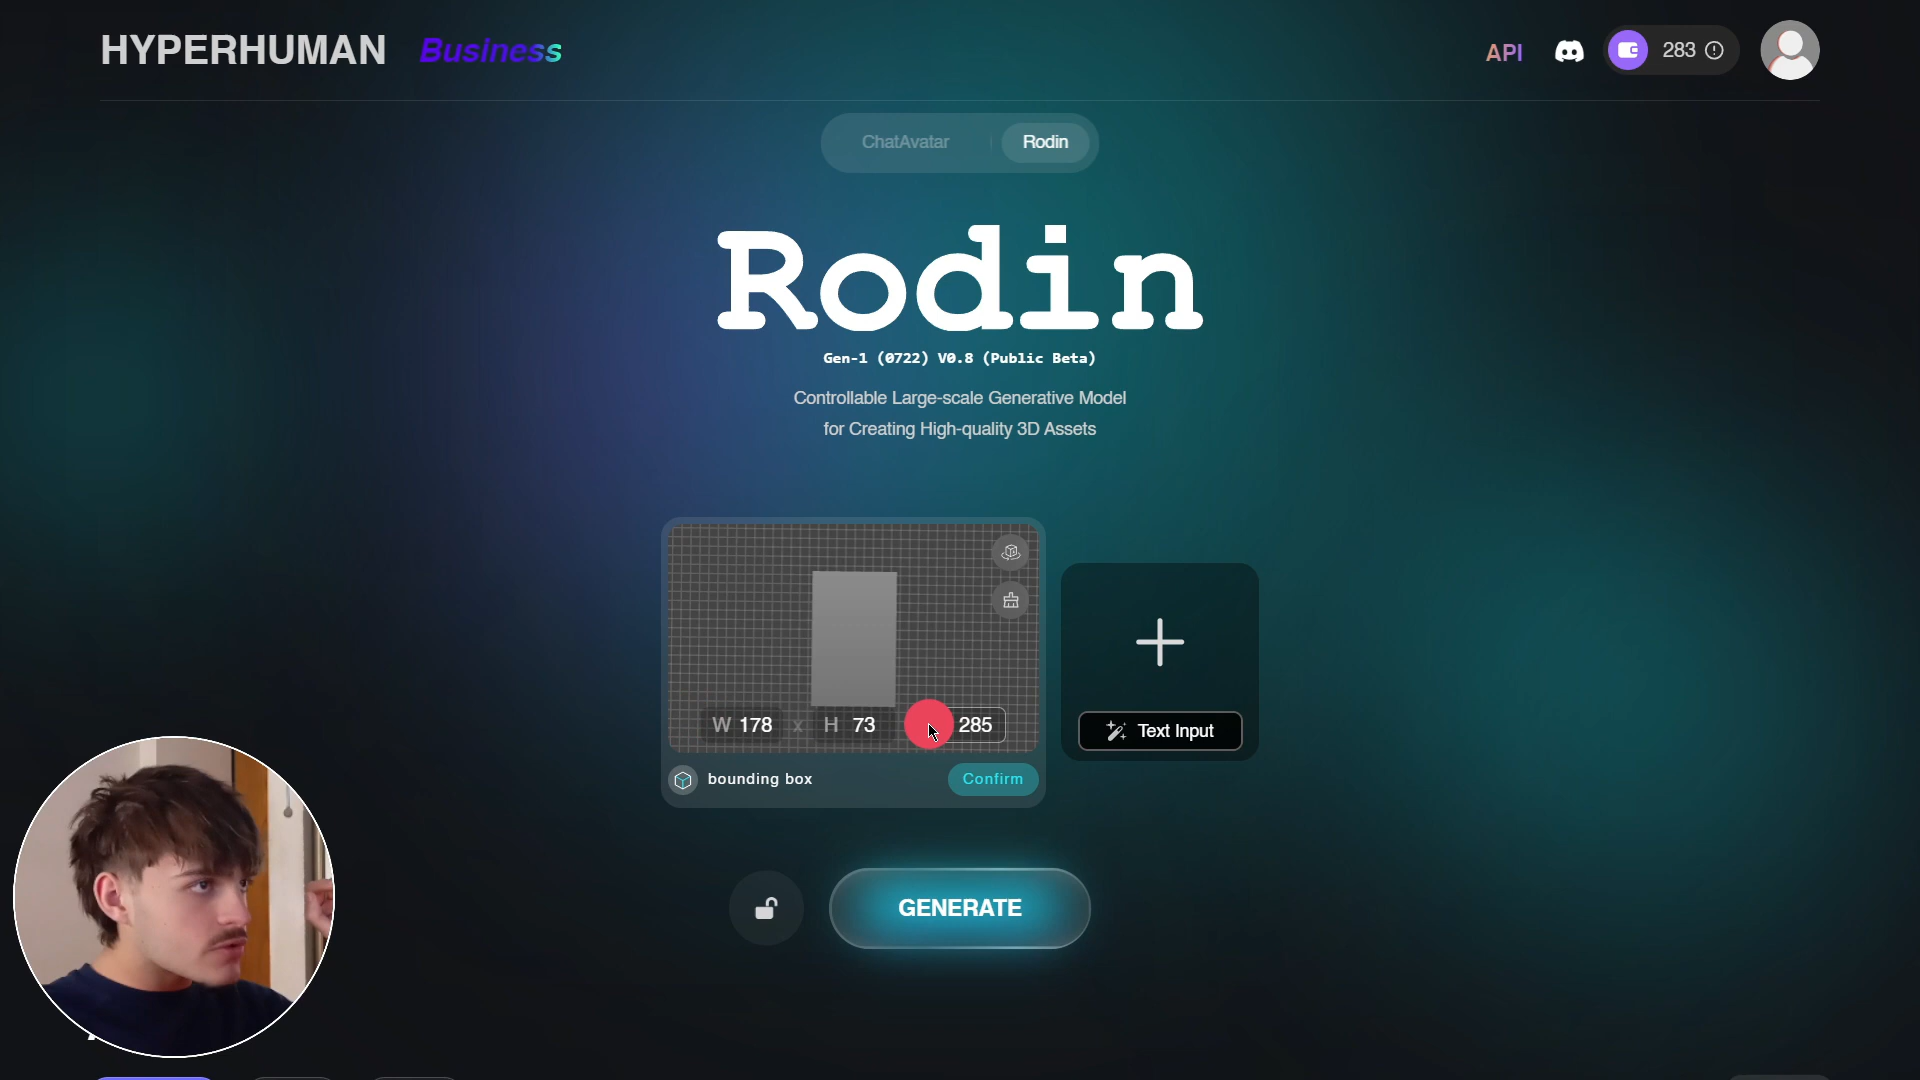 HYPERHUMAN Business
API 283
ChatAvatar Rodin
Rodin
Gen-1 (0722) V0.8 (Public Beta)
Controllable Large-scale Generative Model
for Creating High-quality 3D Assets
W 178 x H 73 285
Text Input
bounding box Confirm
GENERATE